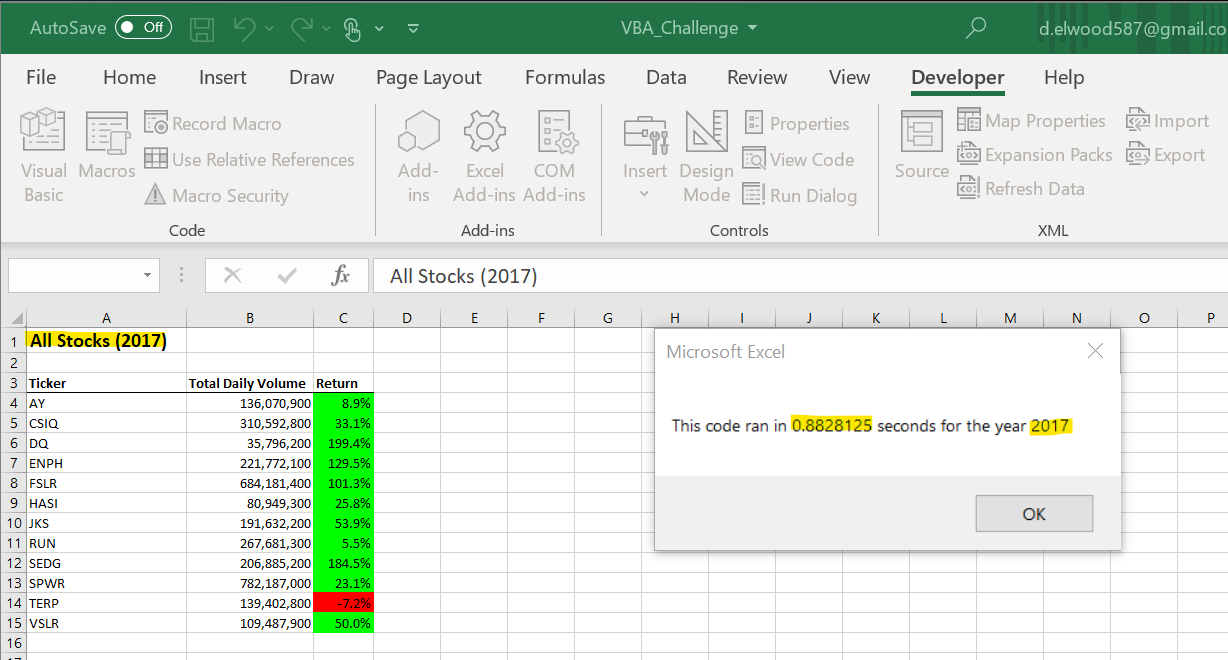 AutoSave Off VBA_Challenge d.elwood587@gmail.co
File Home Insert Draw Page Layout Formulas Data Review View Developer Help
Visual Basic
Macros
Record Macro
Use Relative References
Macro Security
Code
Add-ins
Excel Add-ins
COM Add-ins
Add-ins
Insert
Design Mode
Properties
View Code
Run Dialog
Controls
Source
Map Properties
Expansion Packs
Refresh Data
Import
Export
XML
fx All Stocks (2017)
A B C D E F G H I J K L M N O P
1 All Stocks (2017)
2
3 Ticker Total Daily Volume Return
4 AY 136,070,900 8.9%
5 CSIQ 310,592,800 33.1%
6 DQ 35,796,200 199.4%
7 ENPH 221,772,100 129.5%
8 FSLR 684,181,400 101.3%
9 HASI 80,949,300 25.8%
10 JKS 191,632,200 53.9%
11 RUN 267,681,300 5.5%
12 SEDG 206,885,200 184.5%
13 SPWR 782,187,000 23.1%
14 TERP 139,402,800 -7.2%
15 VSLR 109,487,900 50.0%
16
Microsoft Excel
This code ran in 0.8828125 seconds for the year 2017
OK